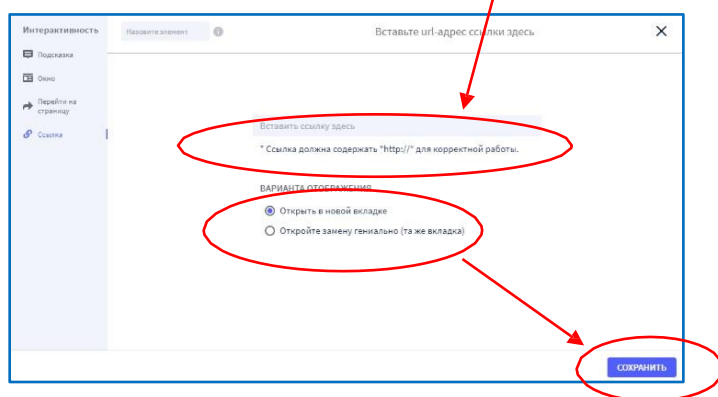 Интерактивность
Назовите элемент
Вставьте url-адрес ссылки здесь
Подсказка
Окно
Перейти на
страницу
Ссылка
Вставить ссылку здесь
* Ссылка должна содержать "http://" для корректной работы.
ВАРИАНТА ОТОБРАЖЕНИЯ
Открыть в новой вкладке
Откройте замену гениально (та же вкладка)
СОХРАНИТЬ